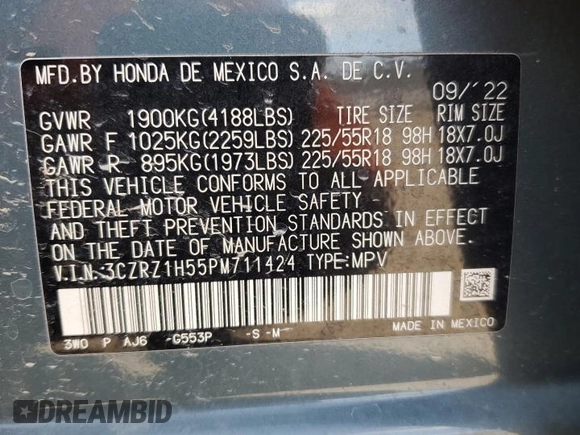 MFD.BY HONDA DE MEXICO S.A. DE C.V.
09/´22
GVWR 1900KG(4188LBS) TIRE SIZE RIM SIZE
GAWR F 1025KG(2259LBS) 225/55R18 98H 18X7.0J
GAWR R 895KG(1973LBS) 225/55R18 98H 18X7.0J
THIS VEHICLE CONFORMS TO ALL APPLICABLE
FEDERAL MOTOR VEHICLE SAFETY
AND THEFT PREVENTION STANDARDS IN EFFECT
ON THE DATE OF MANUFACTURE SHOWN ABOVE.
V.I.N.3CZRZ1H55PM711424 TYPE:MPV
MADE IN MEXICO
3W0 P AJ6 -G553P -S -M
DREAMBID